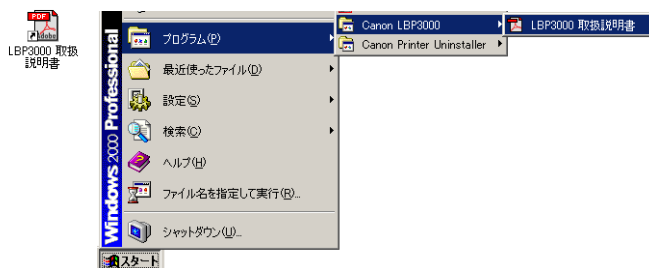 PDF
Adobe
LBP3000 取扱
説明書
Windows 2000 Professional
プログラム(P)
最近使ったファイル(D)
設定(S)
検索(C)
ヘルプ(H)
ファイル名を指定して実行(R)...
シャットダウン(U)...
スタート
Canon LBP3000
Canon Printer Uninstaller
LBP3000 取扱説明書